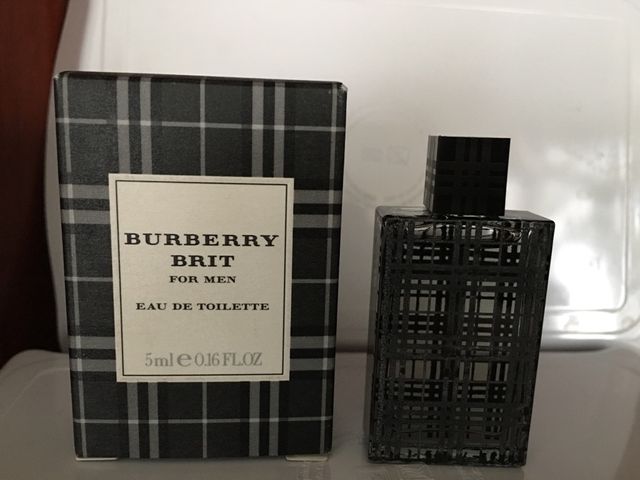 BURBERRY
BRIT
FOR MEN
EAU DE TOILETTE
5ml e 0.16 FL.OZ